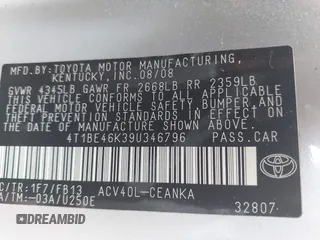 MFD.BY:TOYOTA MOTOR MANUFACTURING,
KENTUCKY, INC. 08/08
GVWR 4345LB GAWR FR 2668LB RR 2359LB
THIS VEHICLE CONFORMS TO ALL APPLICABLE
FEDERAL MOTOR VEHICLE SAFETY, BUMPER, AND
THEFT PREVENTION STANDARDS IN EFFECT ON
THE DATE OF MANUFACTURE SHOWN ABOVE.
4T1BE46K39U346796 PASS.CAR
C/TR:1F7/FB13
A/TM:-03A/U250E
ACV40L-CEANKA
TOYOTA
32807